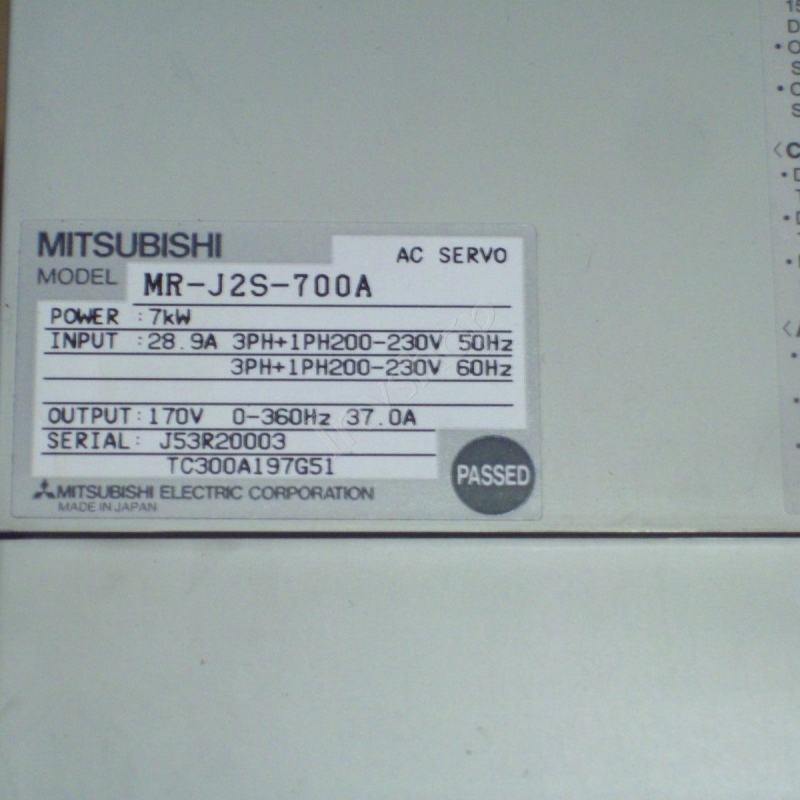 MITSUBISHI
AC SERVO
MODEL MR-J2S-700A
POWER :7kW
INPUT :28.9A 3PH+1PH200-230V 50Hz
3PH+1PH200-230V 60Hz
OUTPUT:170V 0-360Hz 37.0A
SERIAL: J53R20003
TC300A197G51
PASSED
MITSUBISHI ELECTRIC CORPORATION
MADE IN JAPAN